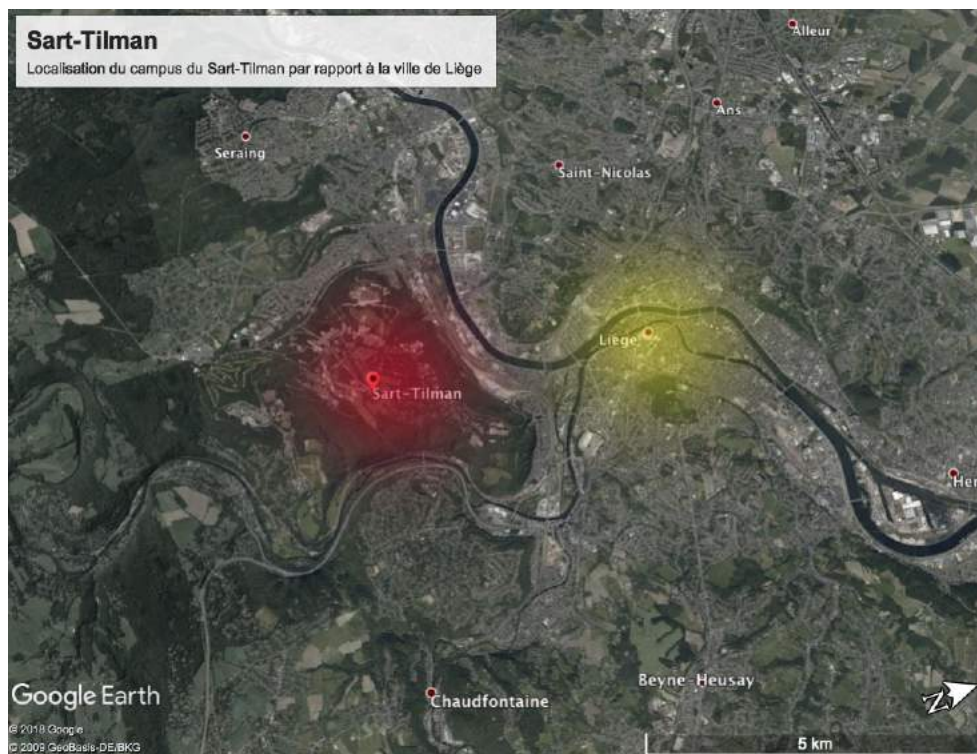 Sart-Tilman
Localisation du campus du Sart-Tilman par rapport à la ville de Liège
Alleur
Ans
Seraing
Saint-Nicolas
Liège
Sart-Tilman
Her
Beyne-Heusay
Chaudfontaine
Google Earth
N
© 2018 Google
© 2009 GeoBasis-DE/BKG
5 km